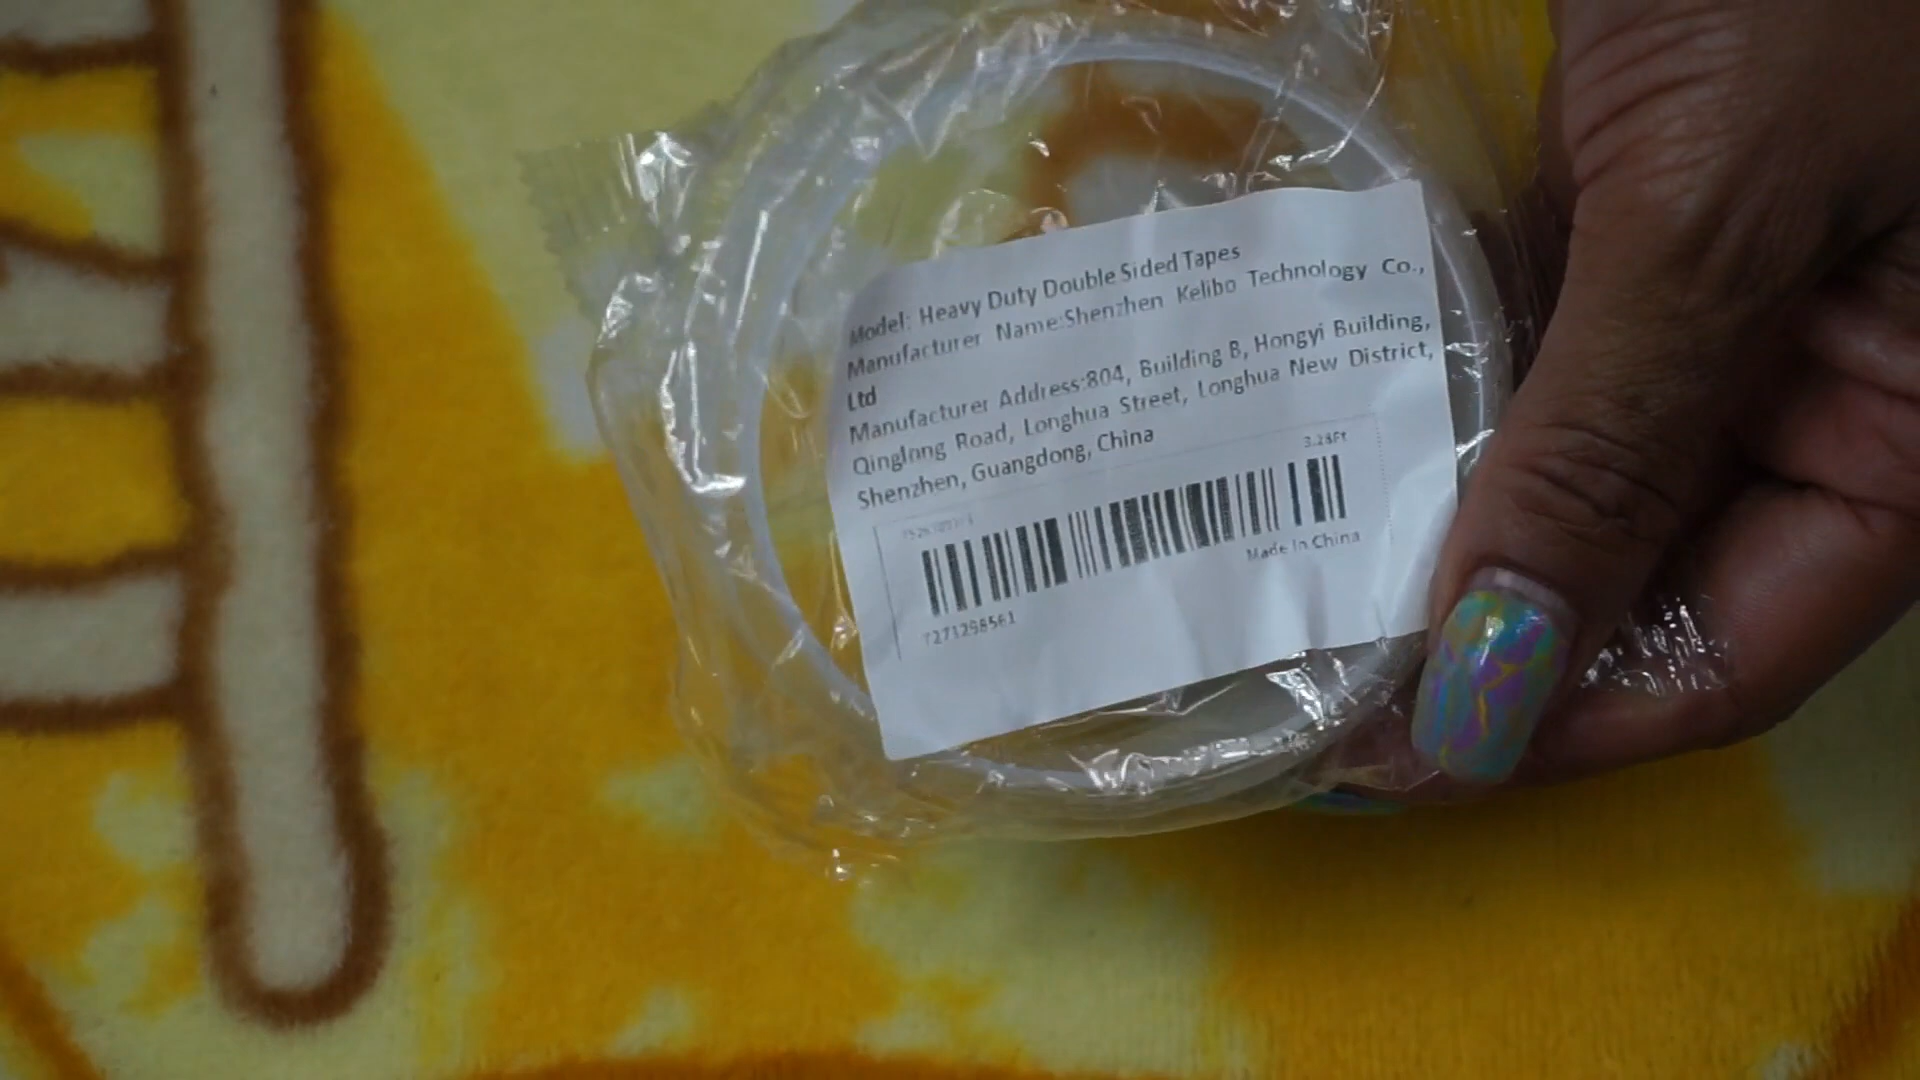 Model: Heavy Duty Double Sided Tapes
Manufacturer Name:Shenzhen Kelibo Technology Co.,
Ltd
Manufacturer Address:804, Building B, Hongyi Building,
Qinglong Road, Longhua Street, Longhua New District,
Shenzhen, Guangdong, China
3.28Ft
Made In China
7271298561